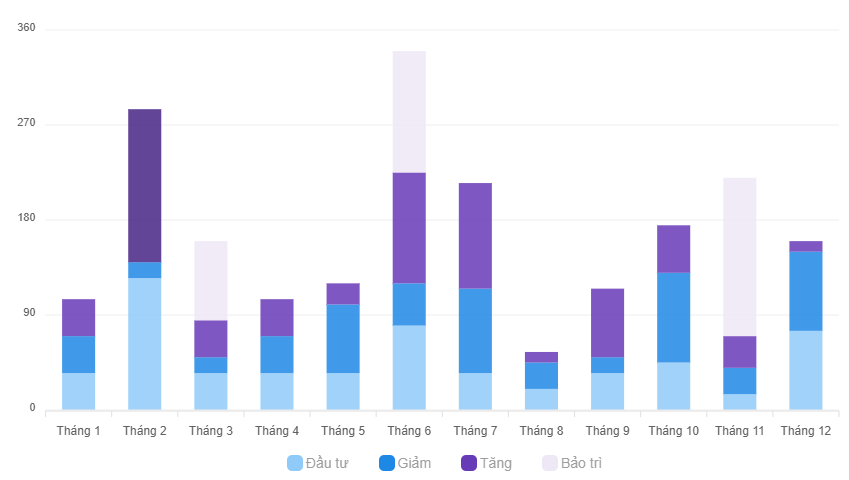 360
270
180
90
0
Tháng 1 Tháng 2 Tháng 3 Tháng 4 Tháng 5 Tháng 6 Tháng 7 Tháng 8 Tháng 9 Tháng 10 Tháng 11 Tháng 12
Đầu tư Giảm Tăng Bảo trì